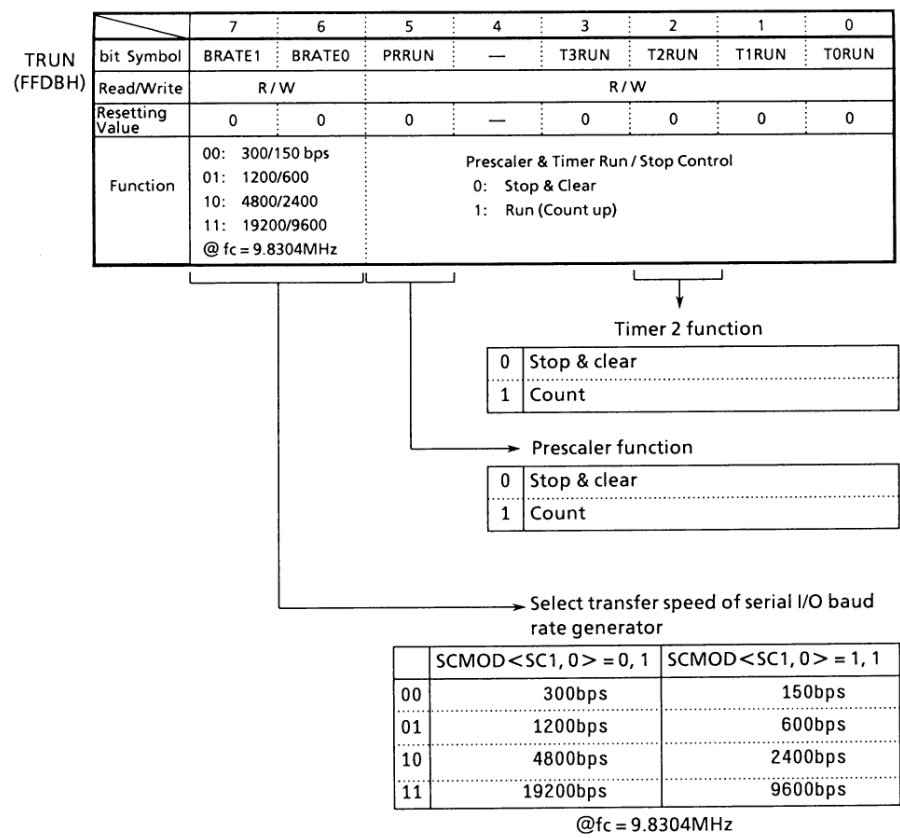 7 6 5 4 3 2 1 0
TRUN
(FFDBH)
bit Symbol BRATE1 BRATE0 PRRUN — T3RUN T2RUN T1RUN T0RUN
Read/Write R / W R / W
Resetting
Value
0 0 0 — 0 0 0 0
Function
00: 300/150 bps
01: 1200/600
10: 4800/2400
11: 19200/9600
@ fc = 9.8304MHz
Prescaler & Timer Run / Stop Control
0: Stop & Clear
1: Run (Count up)
Timer 2 function
0 Stop & clear
1 Count
Prescaler function
0 Stop & clear
1 Count
Select transfer speed of serial I/O baud
rate generator
SCMOD<SC1, 0> = 0, 1 SCMOD<SC1, 0> = 1, 1
00 300bps 150bps
01 1200bps 600bps
10 4800bps 2400bps
11 19200bps 9600bps
@fc = 9.8304MHz